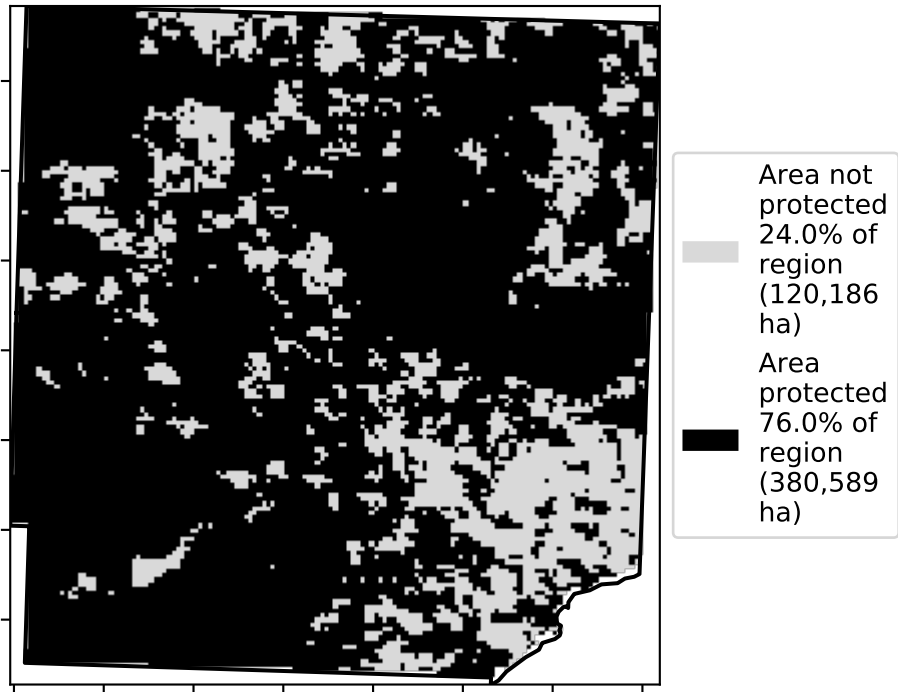 Area not
protected
24.0% of
region
(120,186
ha)
Area
protected
76.0% of
region
(380,589
ha)